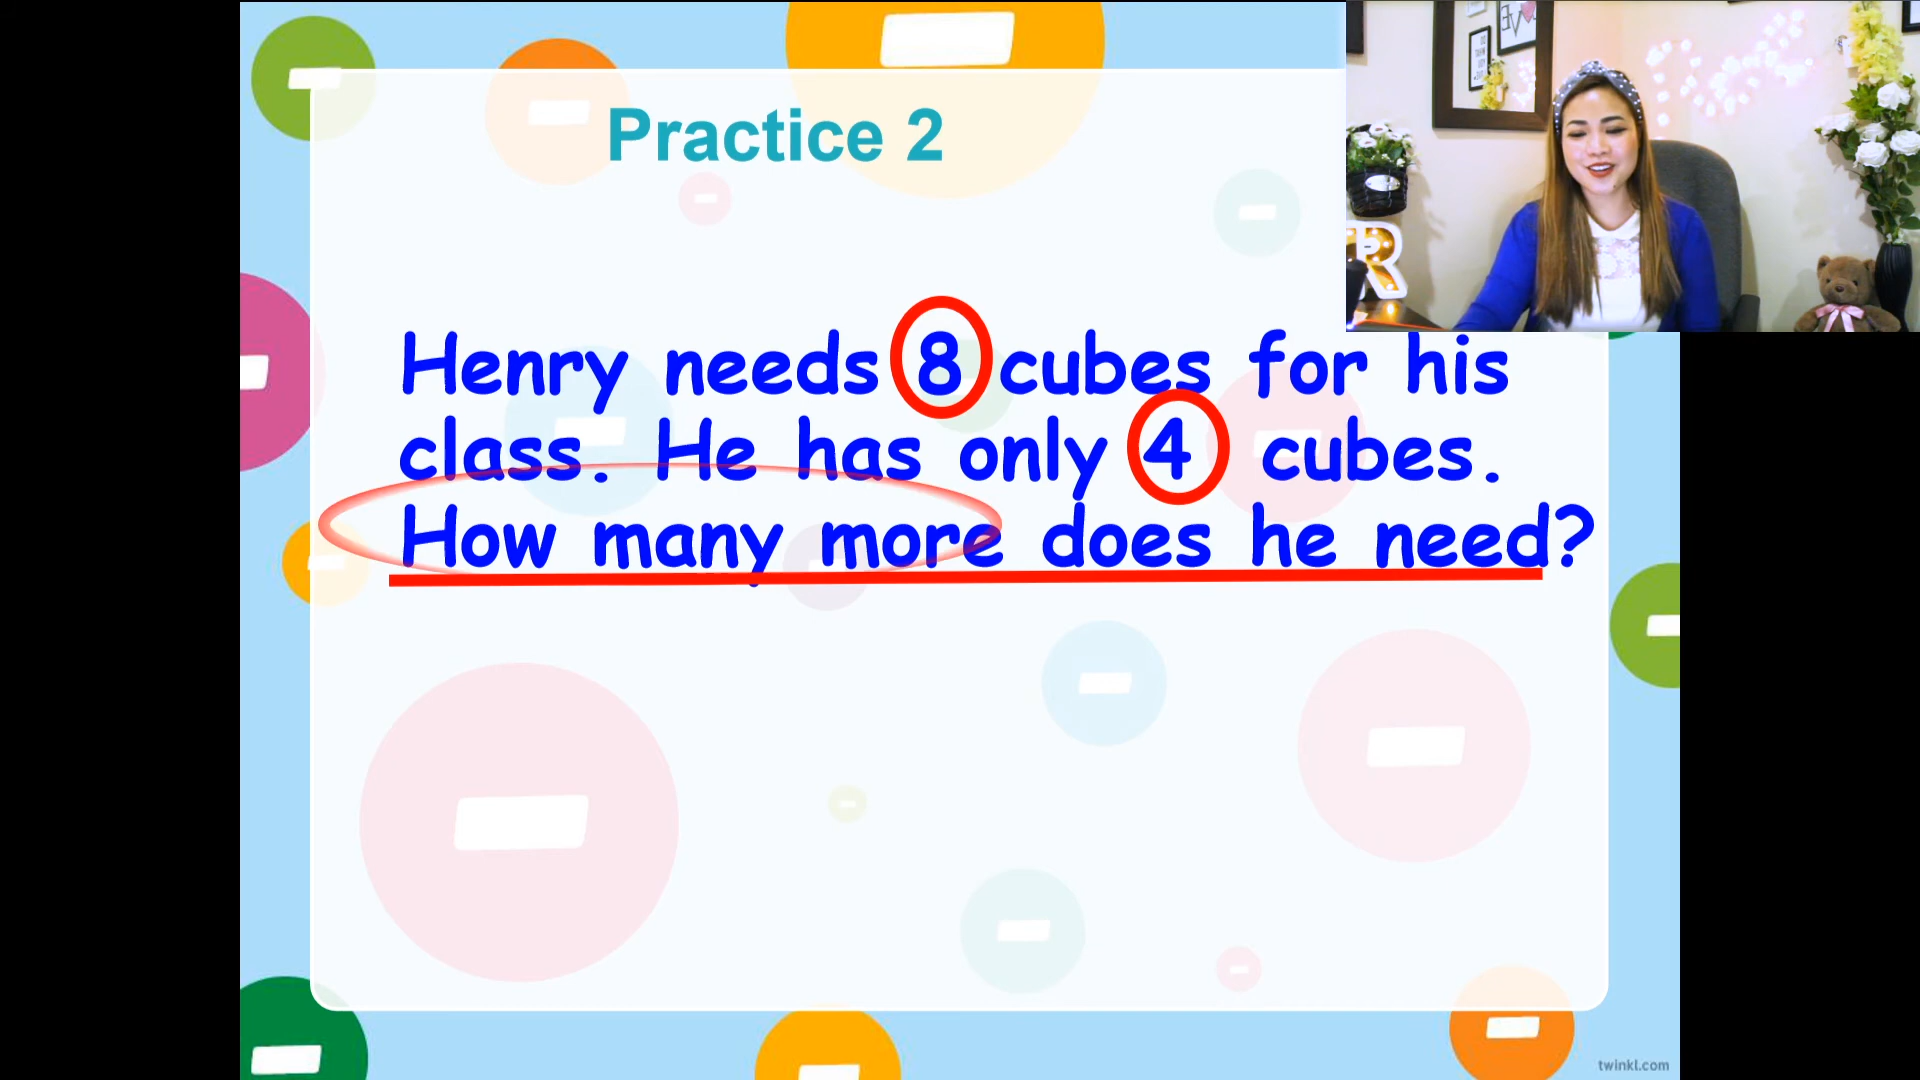 Practice 2
Henry needs 8 cubes for his
class. He has only 4 cubes.
How many more does he need?
R
twinkl.com